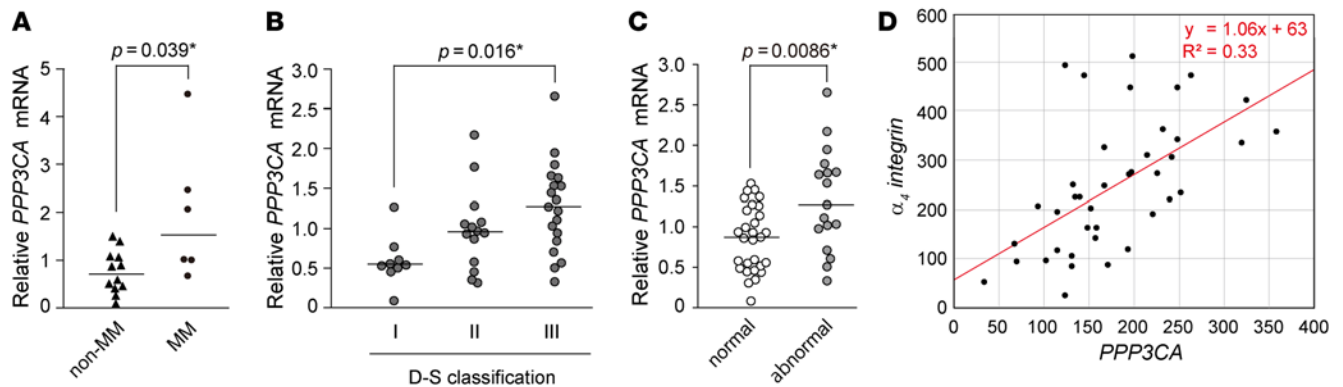 A
p = 0.039*
Relative PPP3CA mRNA
5
4
3
2
1
0
non-MM
MM
B
p = 0.016*
Relative PPP3CA mRNA
3.0
2.5
2.0
1.5
1.0
0.5
0
I
II
III
D-S classification
C
p = 0.0086*
Relative PPP3CA mRNA
3.0
2.5
2.0
1.5
1.0
0.5
0
normal
abnormal
D
y = 1.06x + 63
R² = 0.33
α₄ integrin
600
500
400
300
200
100
0
0 50 100 150 200 250 300 350 400
PPP3CA